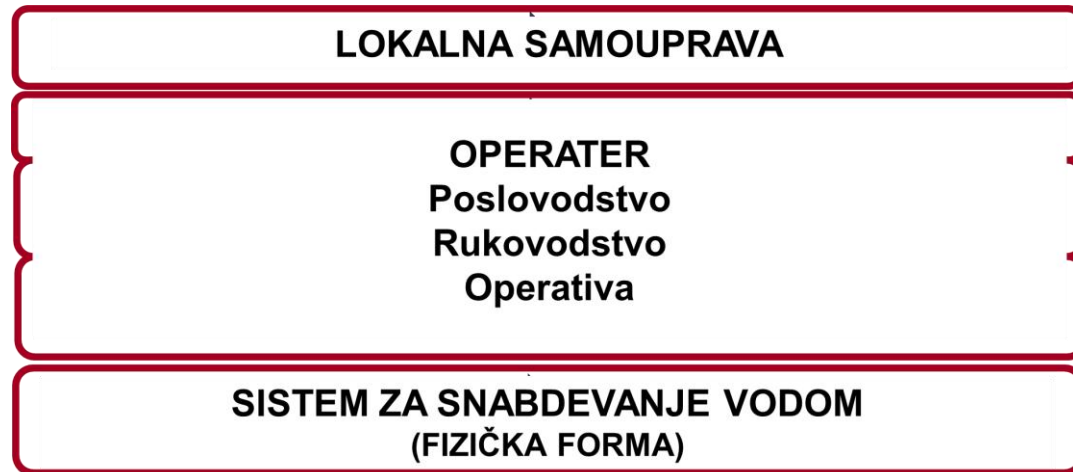 LOKALNA SAMOUPRAVA
OPERATER
Poslovodstvo
Rukovodstvo
Operativa
SISTEM ZA SNABDEVANJE VODOM
(FIZIČKA FORMA)